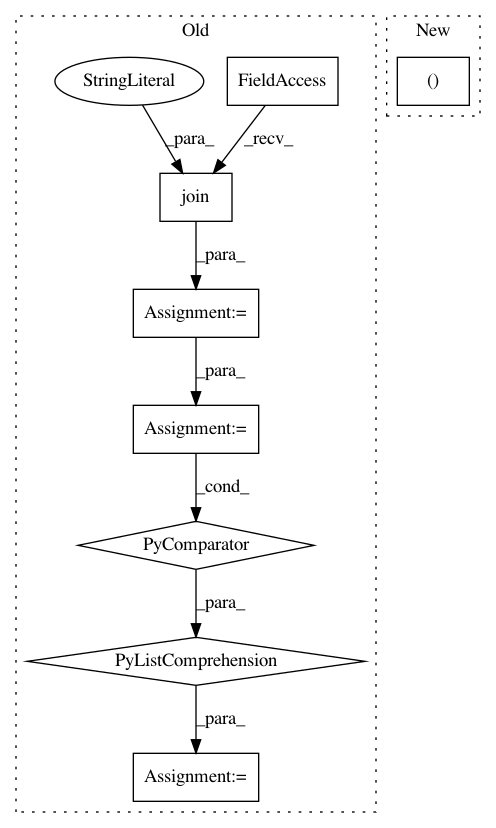 Old
New
StringLiteral
FieldAccess
()
_para_
_recv_
join
_para_
Assignment:=
_para_
Assignment:=
_cond_
PyComparator
_para_
PyListComprehension
_para_
Assignment:=